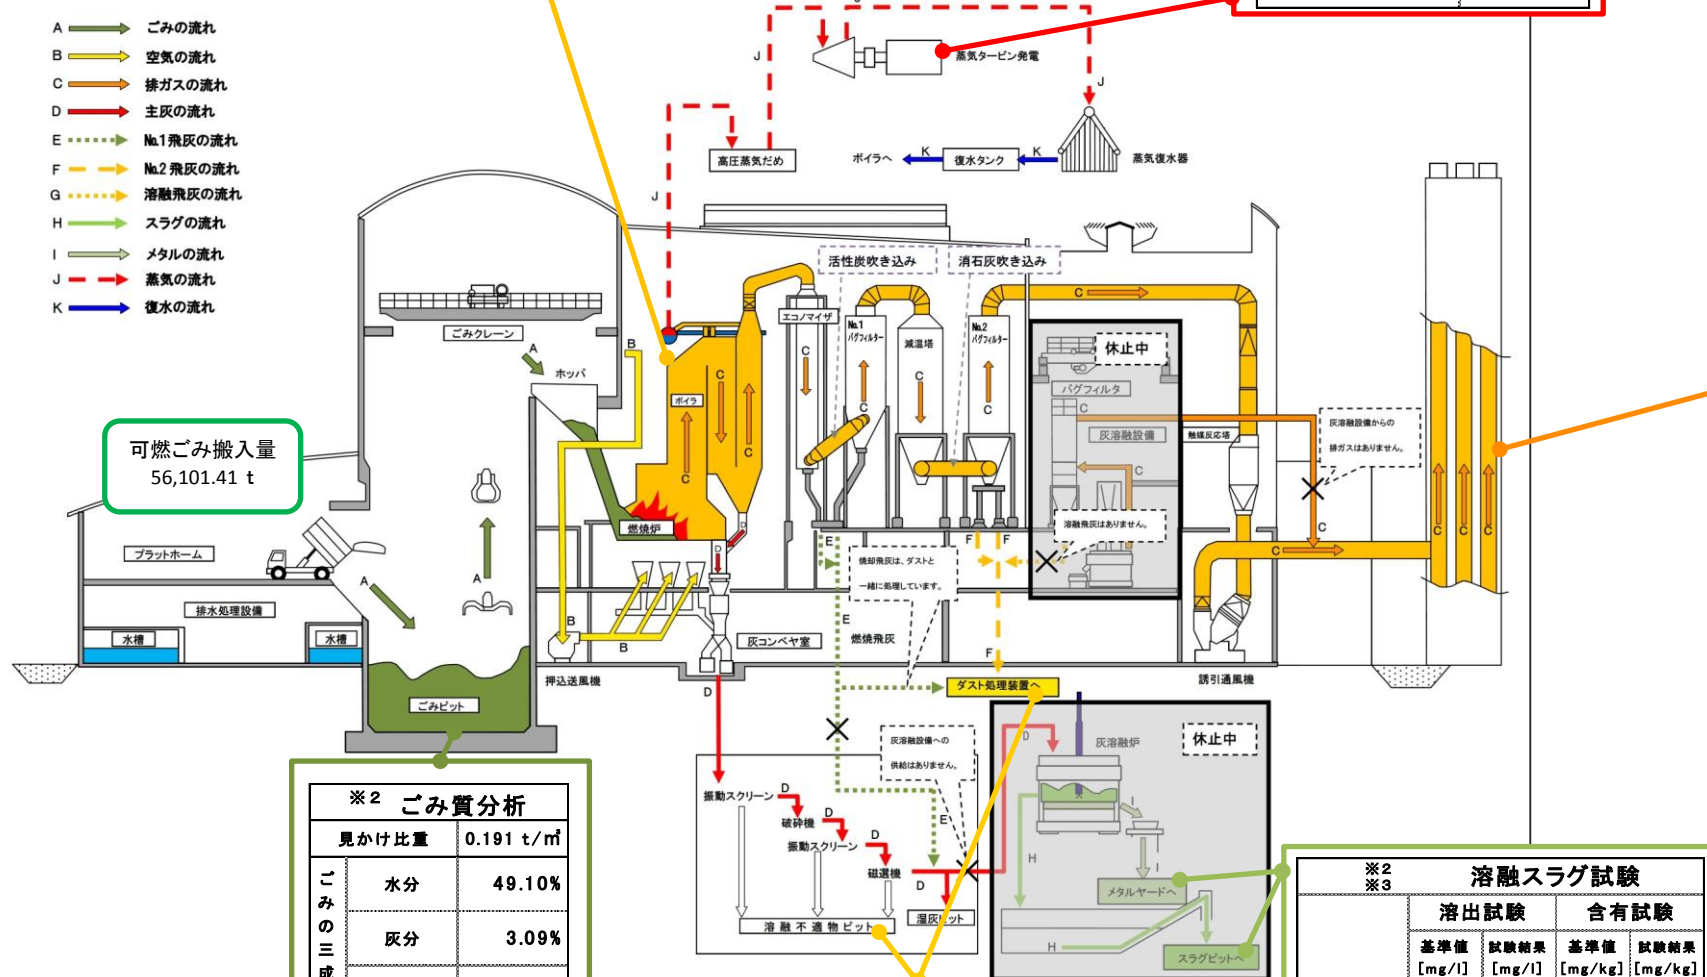 A ごみの流れ
B 空気の流れ
C 排ガスの流れ
D 主灰の流れ
E №1飛灰の流れ
F №2飛灰の流れ
G 溶融飛灰の流れ
H スラグの流れ
I メタルの流れ
J 蒸気の流れ
K 復水の流れ
J
蒸気タービン発電
J
J
高圧蒸気だめ
ボイラへ
K
復水タンク
K
蒸気復水器
活性炭吹き込み
消石灰吹き込み
ごみクレーン
A
ホッパ
B
ボイラ
C
C
C
エコノマイザ
C
№1
バグフィルター
C
減温塔
C
№2
バグフィルター
C
C
休止中
バグフィルタ
C
灰溶融設備
C
溶融飛灰はありません。
触媒反応塔
灰溶融設備からの
排ガスはありません。
C
C
C
C
C
可燃ごみ搬入量
56,101.41 t
プラットホーム
A
A
燃焼炉
D
D
排水処理設備
水槽
水槽
ごみピット
B
B
押込送風機
灰コンベヤ室
E
焼却飛灰は、ダストと
一緒に処理しています。
E
燃焼飛灰
F
F
F
ダスト処理装置へ
誘引通風機
D
灰溶融設備への
供給はありません。
D
灰溶融炉
休止中
振動スクリーン
D
破砕機
D
振動スクリーン
D
磁選機
D
E
溶融不適物ピット
湿灰ピット
H
I
I
メタルヤードへ
H
スラグピットへ
※2 ごみ質分析
見かけ比重 0.191 t/㎥
ごみの三成
水分 49.10%
灰分 3.09%
※2
※3
溶融スラグ試験
溶出試験 含有試験
基準値 試験結果 基準値 試験結果
[mg/l] [mg/l] [mg/kg] [mg/kg]